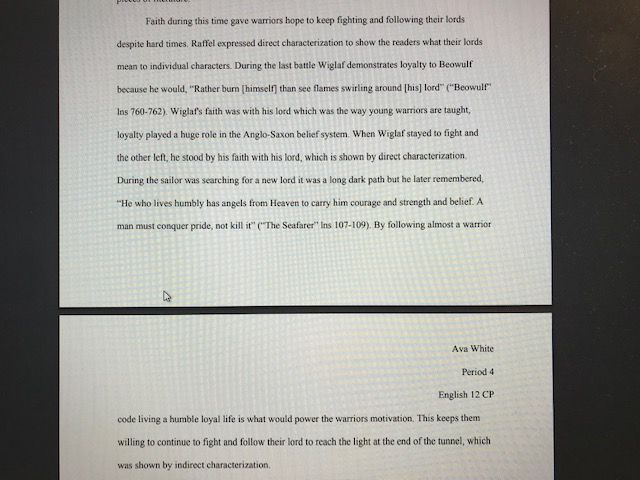 Faith during this time gave warriors hope to keep fighting and following their lords
despite hard times. Raffel expressed direct characterization to show the readers what their lords
mean to individual characters. During the last battle Wiglaf demonstrates loyalty to Beowulf
because he would, "Rather burn [himself] than see flames swirling around [his] lord" ("Beowulf"
lns 760-762). Wiglaf's faith was with his lord which was the way young warriors are taught,
loyalty played a huge role in the Anglo-Saxon belief system. When Wiglaf stayed to fight and
the other left, he stood by his faith with his lord, which is shown by direct characterization.
During the sailor was searching for a new lord it was a long dark path but he later remembered,
"He who lives humbly has angels from Heaven to carry him courage and strength and belief. A
man must conquer pride, not kill it" ("The Seafarer" lns 107-109). By following almost a warrior
Ava White
Period 4
English 12 CP
code living a humble loyal life is what would power the warriors motivation. This keeps them
willing to continue to fight and follow their lord to reach the light at the end of the tunnel, which
was shown by indirect characterization.